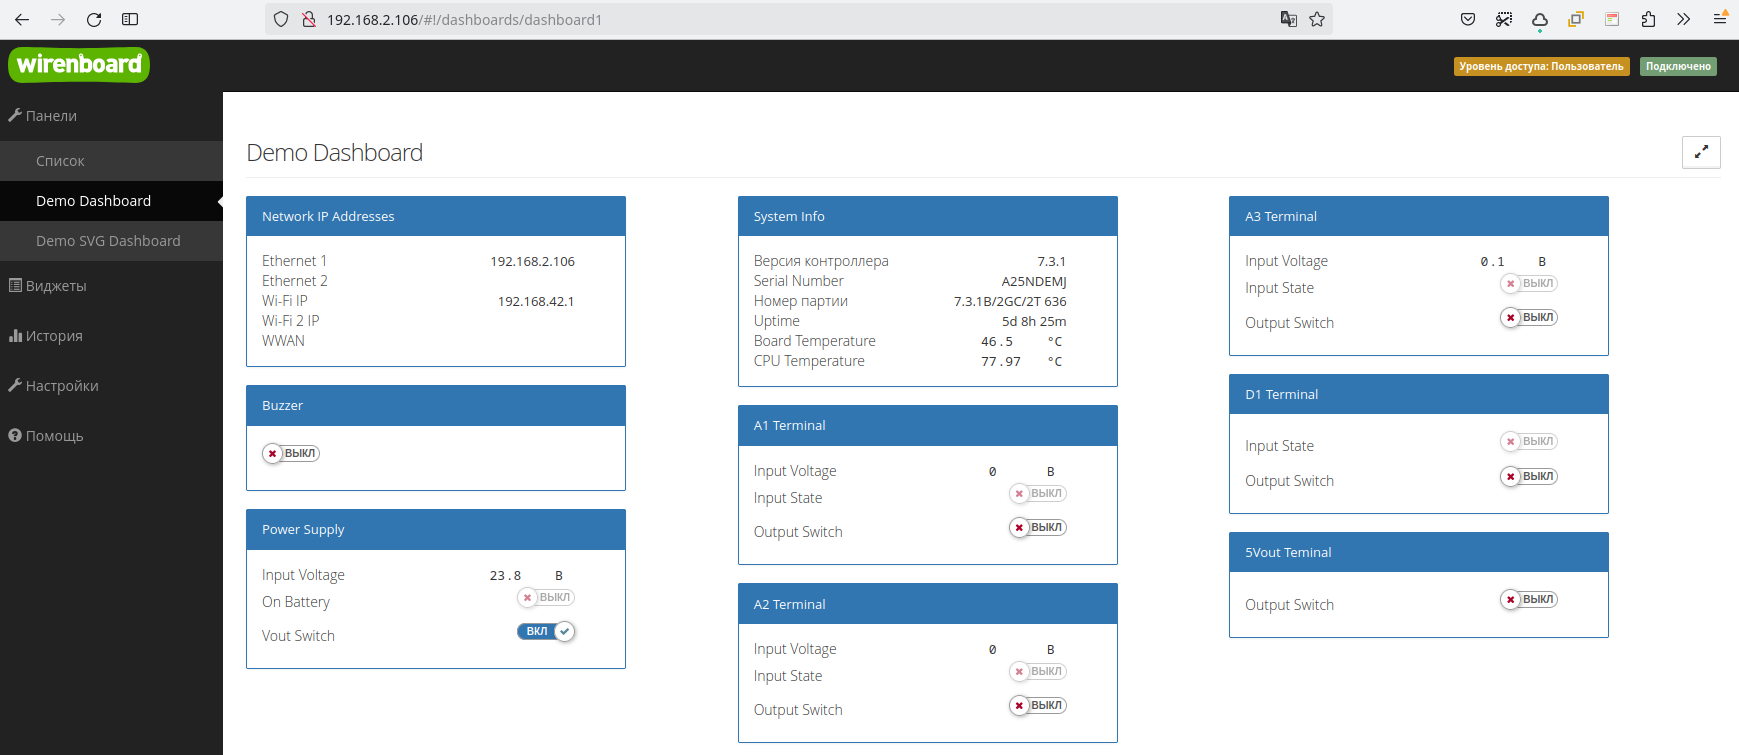 192.168.2.106/#!/dashboards/dashboard1
wirenboard
Уровень доступа: Пользователь
Подключено
Панели
Список
Demo Dashboard
Demo SVG Dashboard
Виджеты
История
Настройки
Помощь
Demo Dashboard
Network IP Addresses
Ethernet 1 192.168.2.106
Ethernet 2
Wi-Fi IP 192.168.42.1
Wi-Fi 2 IP
WWAN
Buzzer
ВЫКЛ
Power Supply
Input Voltage 23.8 В
On Battery ВЫКЛ
Vout Switch ВКЛ
System Info
Версия контроллера 7.3.1
Serial Number A25NDEMJ
Номер партии 7.3.1B/2GC/2T 636
Uptime 5d 8h 25m
Board Temperature 46.5 °C
CPU Temperature 77.97 °C
A1 Terminal
Input Voltage 0 В
Input State ВЫКЛ
Output Switch ВЫКЛ
A2 Terminal
Input Voltage 0 В
Input State ВЫКЛ
Output Switch ВЫКЛ
A3 Terminal
Input Voltage 0.1 В
Input State ВЫКЛ
Output Switch ВЫКЛ
D1 Terminal
Input State ВЫКЛ
Output Switch ВЫКЛ
5Vout Teminal
Output Switch ВЫКЛ